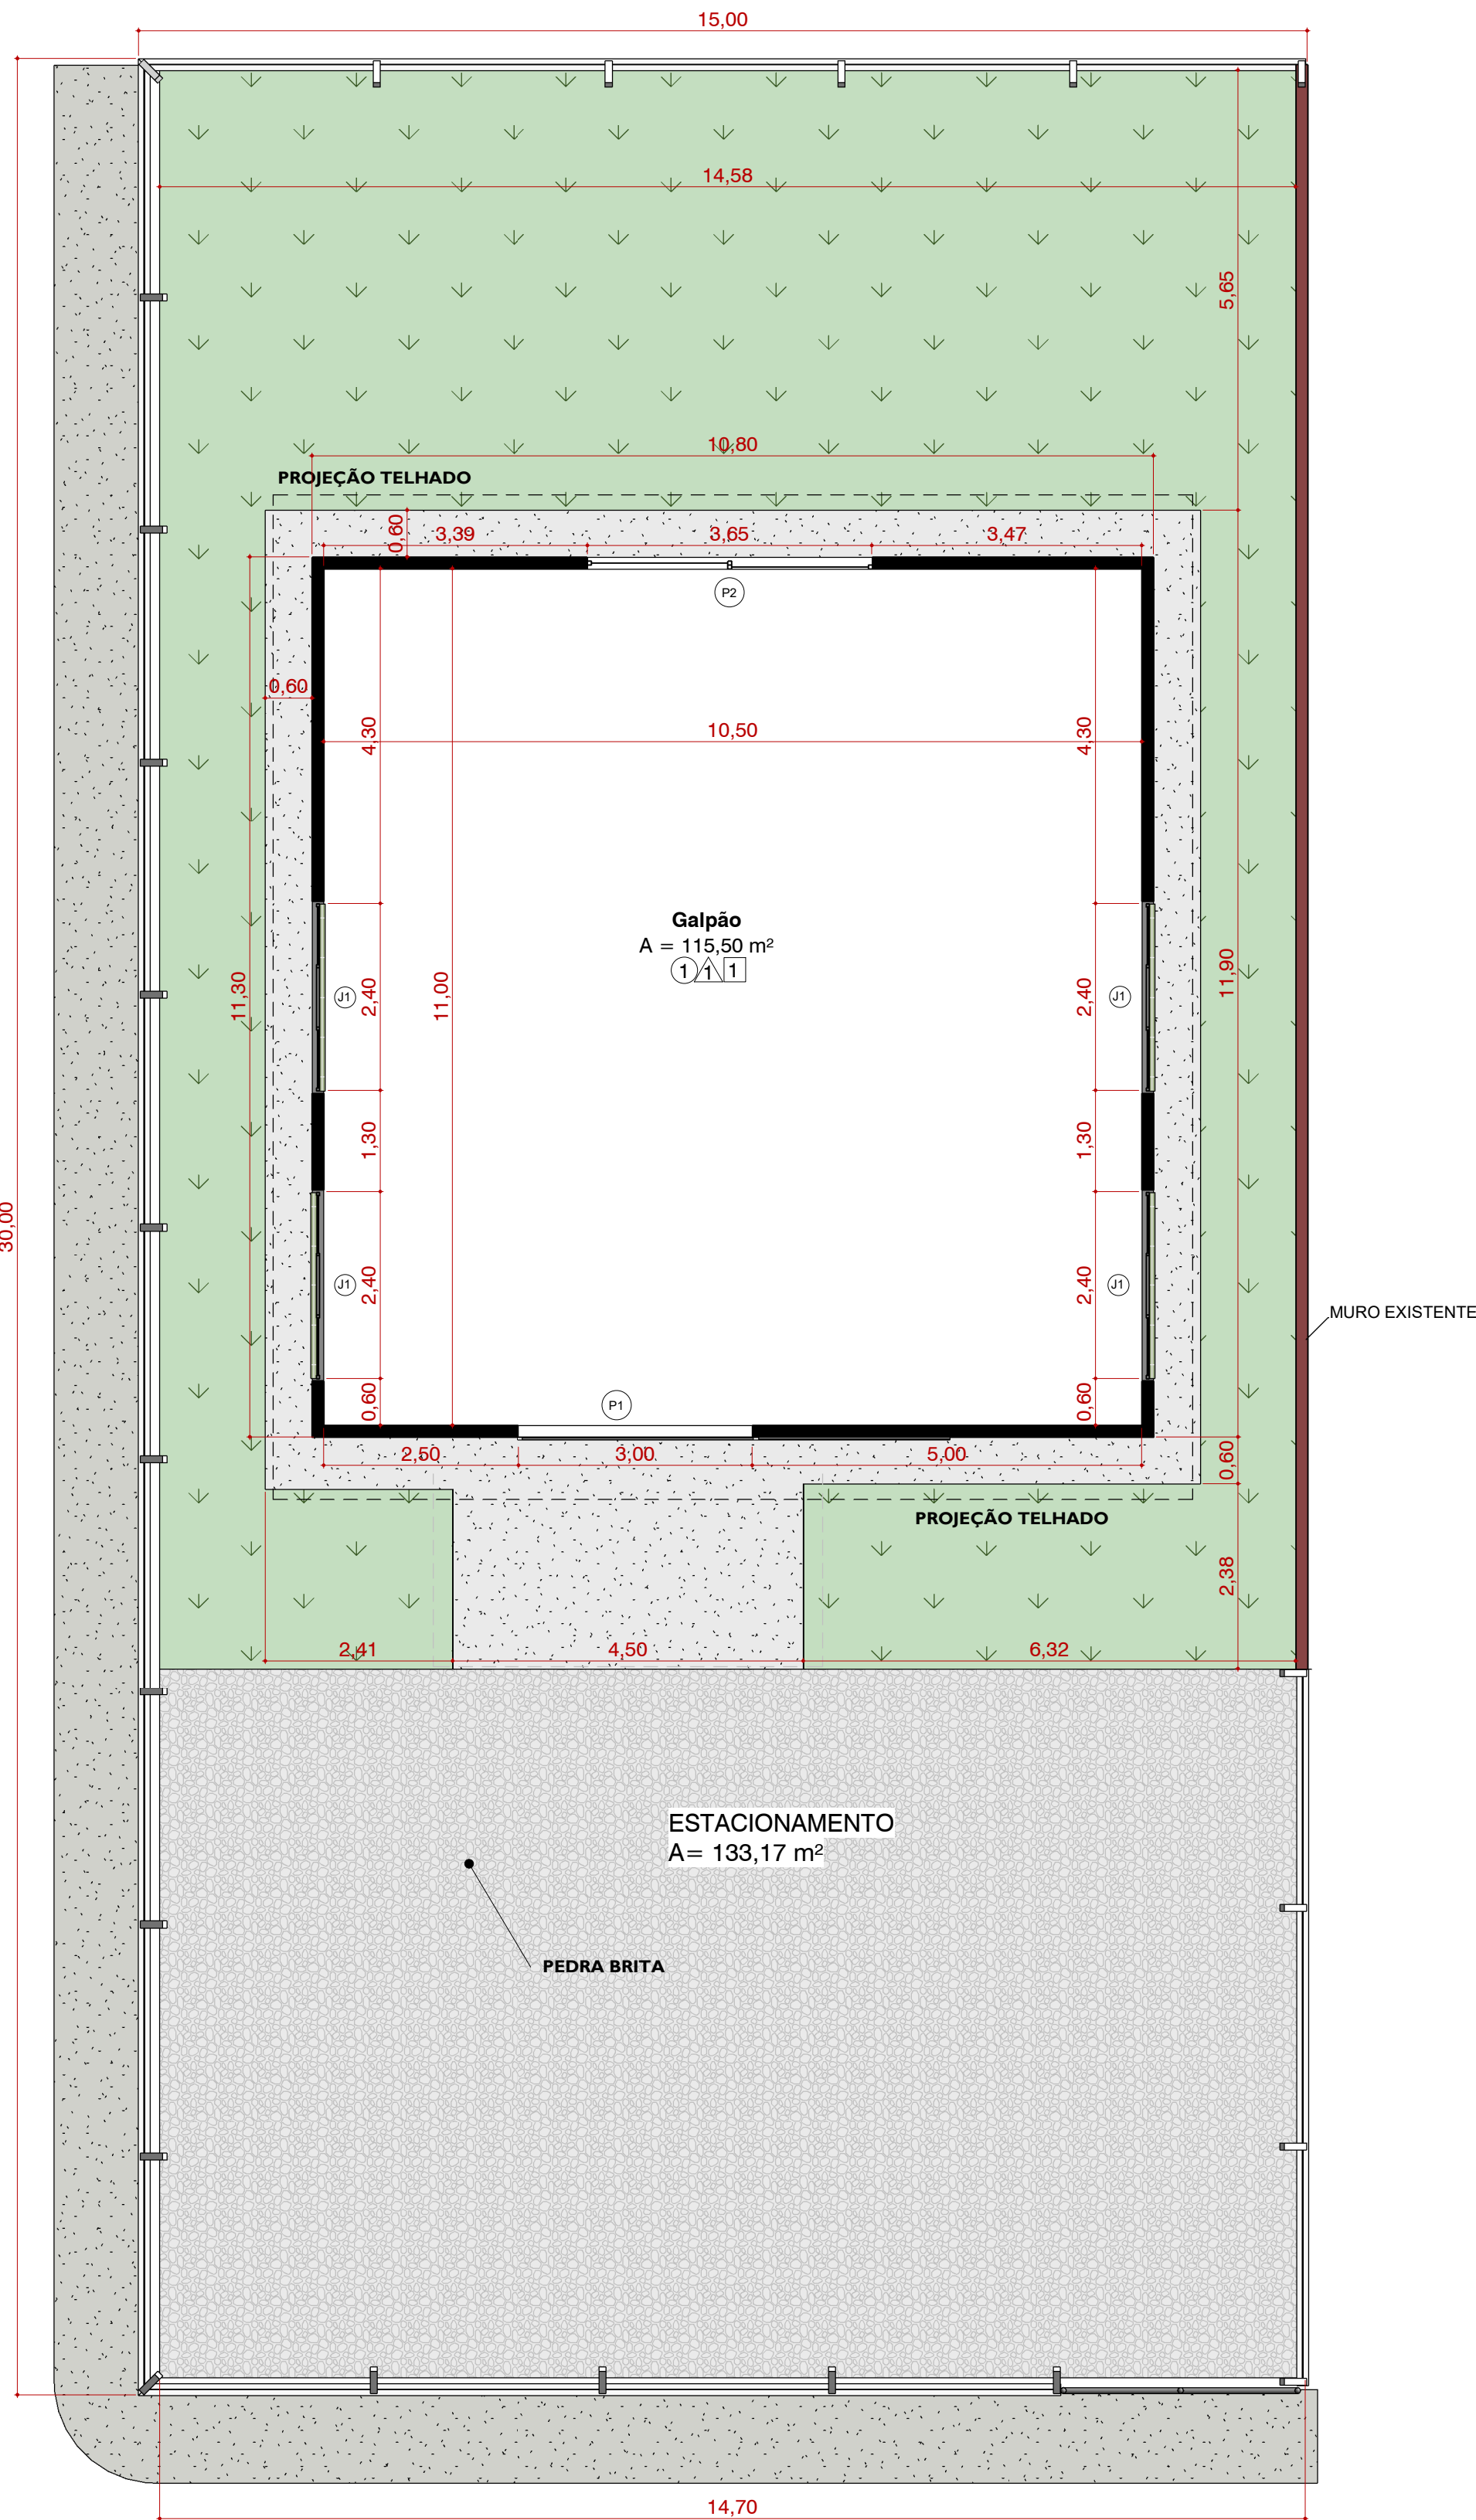 15,00
14,58
5,65
10,80
PROJEÇÃO TELHADO
0,60
3,39
3,65
3,47
P2
0,60
4,30
4,30
10,50
Galpão
A = 115,50 m²
1 1 1
11,30
J1
2,40
11,00
2,40
J1
11,90
1,30
1,30
30,00
J1
2,40
2,40
J1
MURO EXISTENTE
0,60
P1
0,60
2,50
3,00
5,00
0,60
PROJEÇÃO TELHADO
2,38
2,41
4,50
6,32
ESTACIONAMENTO
A= 133,17 m²
PEDRA BRITA
14,70